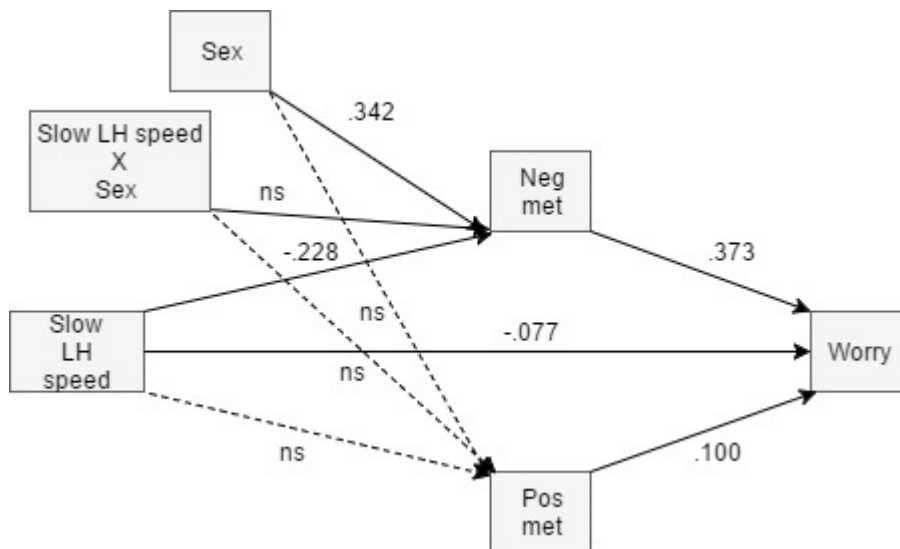 Sex
.342
Slow LH speed
X
Sex
ns
Neg
met
-.228
.373
Slow
LH
speed
ns
-.077
Worry
ns
ns
.100
Pos
met